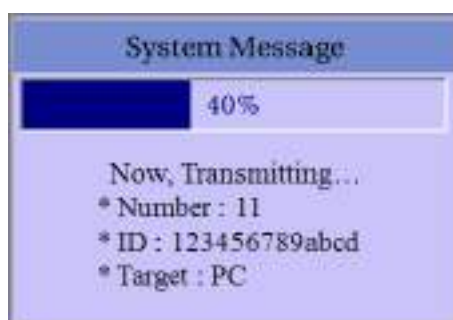 System Message
40%
Now, Transmitting...
* Number : 11
* ID : 123456789abcd
* Target : PC